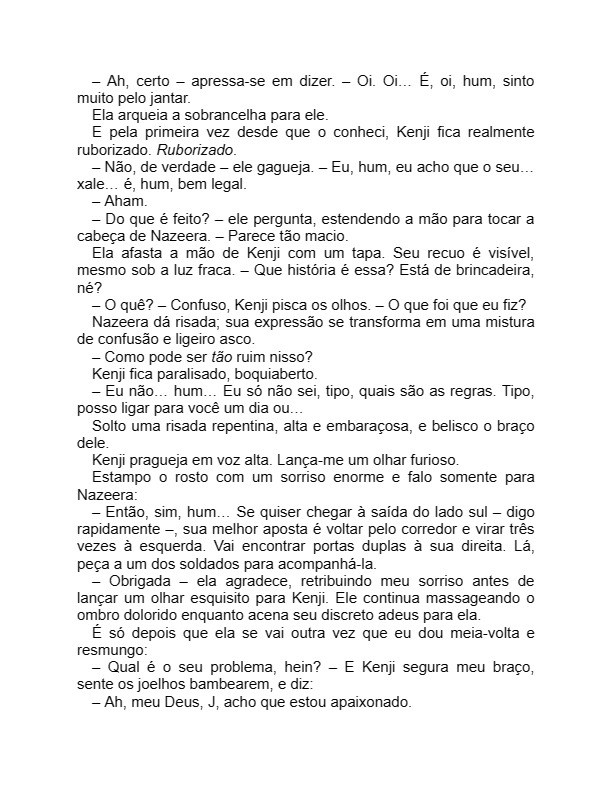 – Ah, certo – apressa-se em dizer. – Oi. Oi… É, oi, hum, sinto
muito pelo jantar.
Ela arqueia a sobrancelha para ele.
E pela primeira vez desde que o conheci, Kenji fica realmente
ruborizado. Ruborizado.
– Não, de verdade – ele gagueja. – Eu, hum, eu acho que o seu…
xale… é, hum, bem legal.
– Aham.
– Do que é feito? – ele pergunta, estendendo a mão para tocar a
cabeça de Nazeera. – Parece tão macio.
Ela afasta a mão de Kenji com um tapa. Seu recuo é visível,
mesmo sob a luz fraca. – Que história é essa? Está de brincadeira,
né?
– O quê? – Confuso, Kenji pisca os olhos. – O que foi que eu fiz?
Nazeera dá risada; sua expressão se transforma em uma mistura
de confusão e ligeiro asco.
– Como pode ser tão ruim nisso?
Kenji fica paralisado, boquiaberto.
– Eu não… hum… Eu só não sei, tipo, quais são as regras. Tipo,
posso ligar para você um dia ou…
Solto uma risada repentina, alta e embaraçosa, e belisco o braço
dele.
Kenji pragueja em voz alta. Lança-me um olhar furioso.
Estampo o rosto com um sorriso enorme e falo somente para
Nazeera:
– Então, sim, hum… Se quiser chegar à saída do lado sul – digo
rapidamente –, sua melhor aposta é voltar pelo corredor e virar três
vezes à esquerda. Vai encontrar portas duplas à sua direita. Lá,
peça a um dos soldados para acompanhá-la.
– Obrigada – ela agradece, retribuindo meu sorriso antes de
lançar um olhar esquisito para Kenji. Ele continua massageando o
ombro dolorido enquanto acena seu discreto adeus para ela.
É só depois que ela se vai outra vez que eu dou meia-volta e
resmungo:
– Qual é o seu problema, hein? – E Kenji segura meu braço,
sente os joelhos bambearem, e diz:
– Ah, meu Deus, J, acho que estou apaixonado.